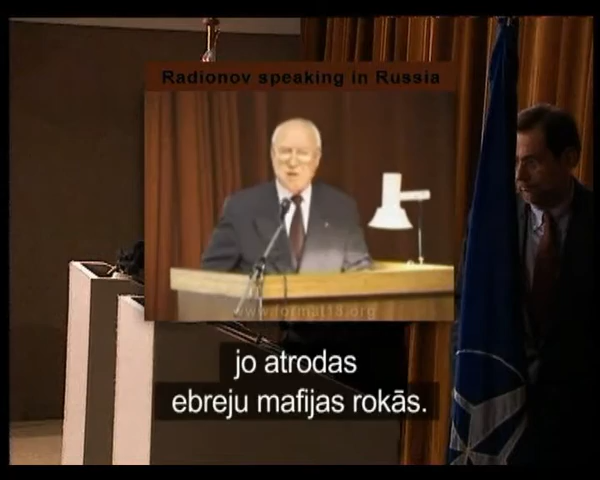 Radionov speaking in Russia
www.format18.org
jo atrodas
ebreju mafijas rokās.